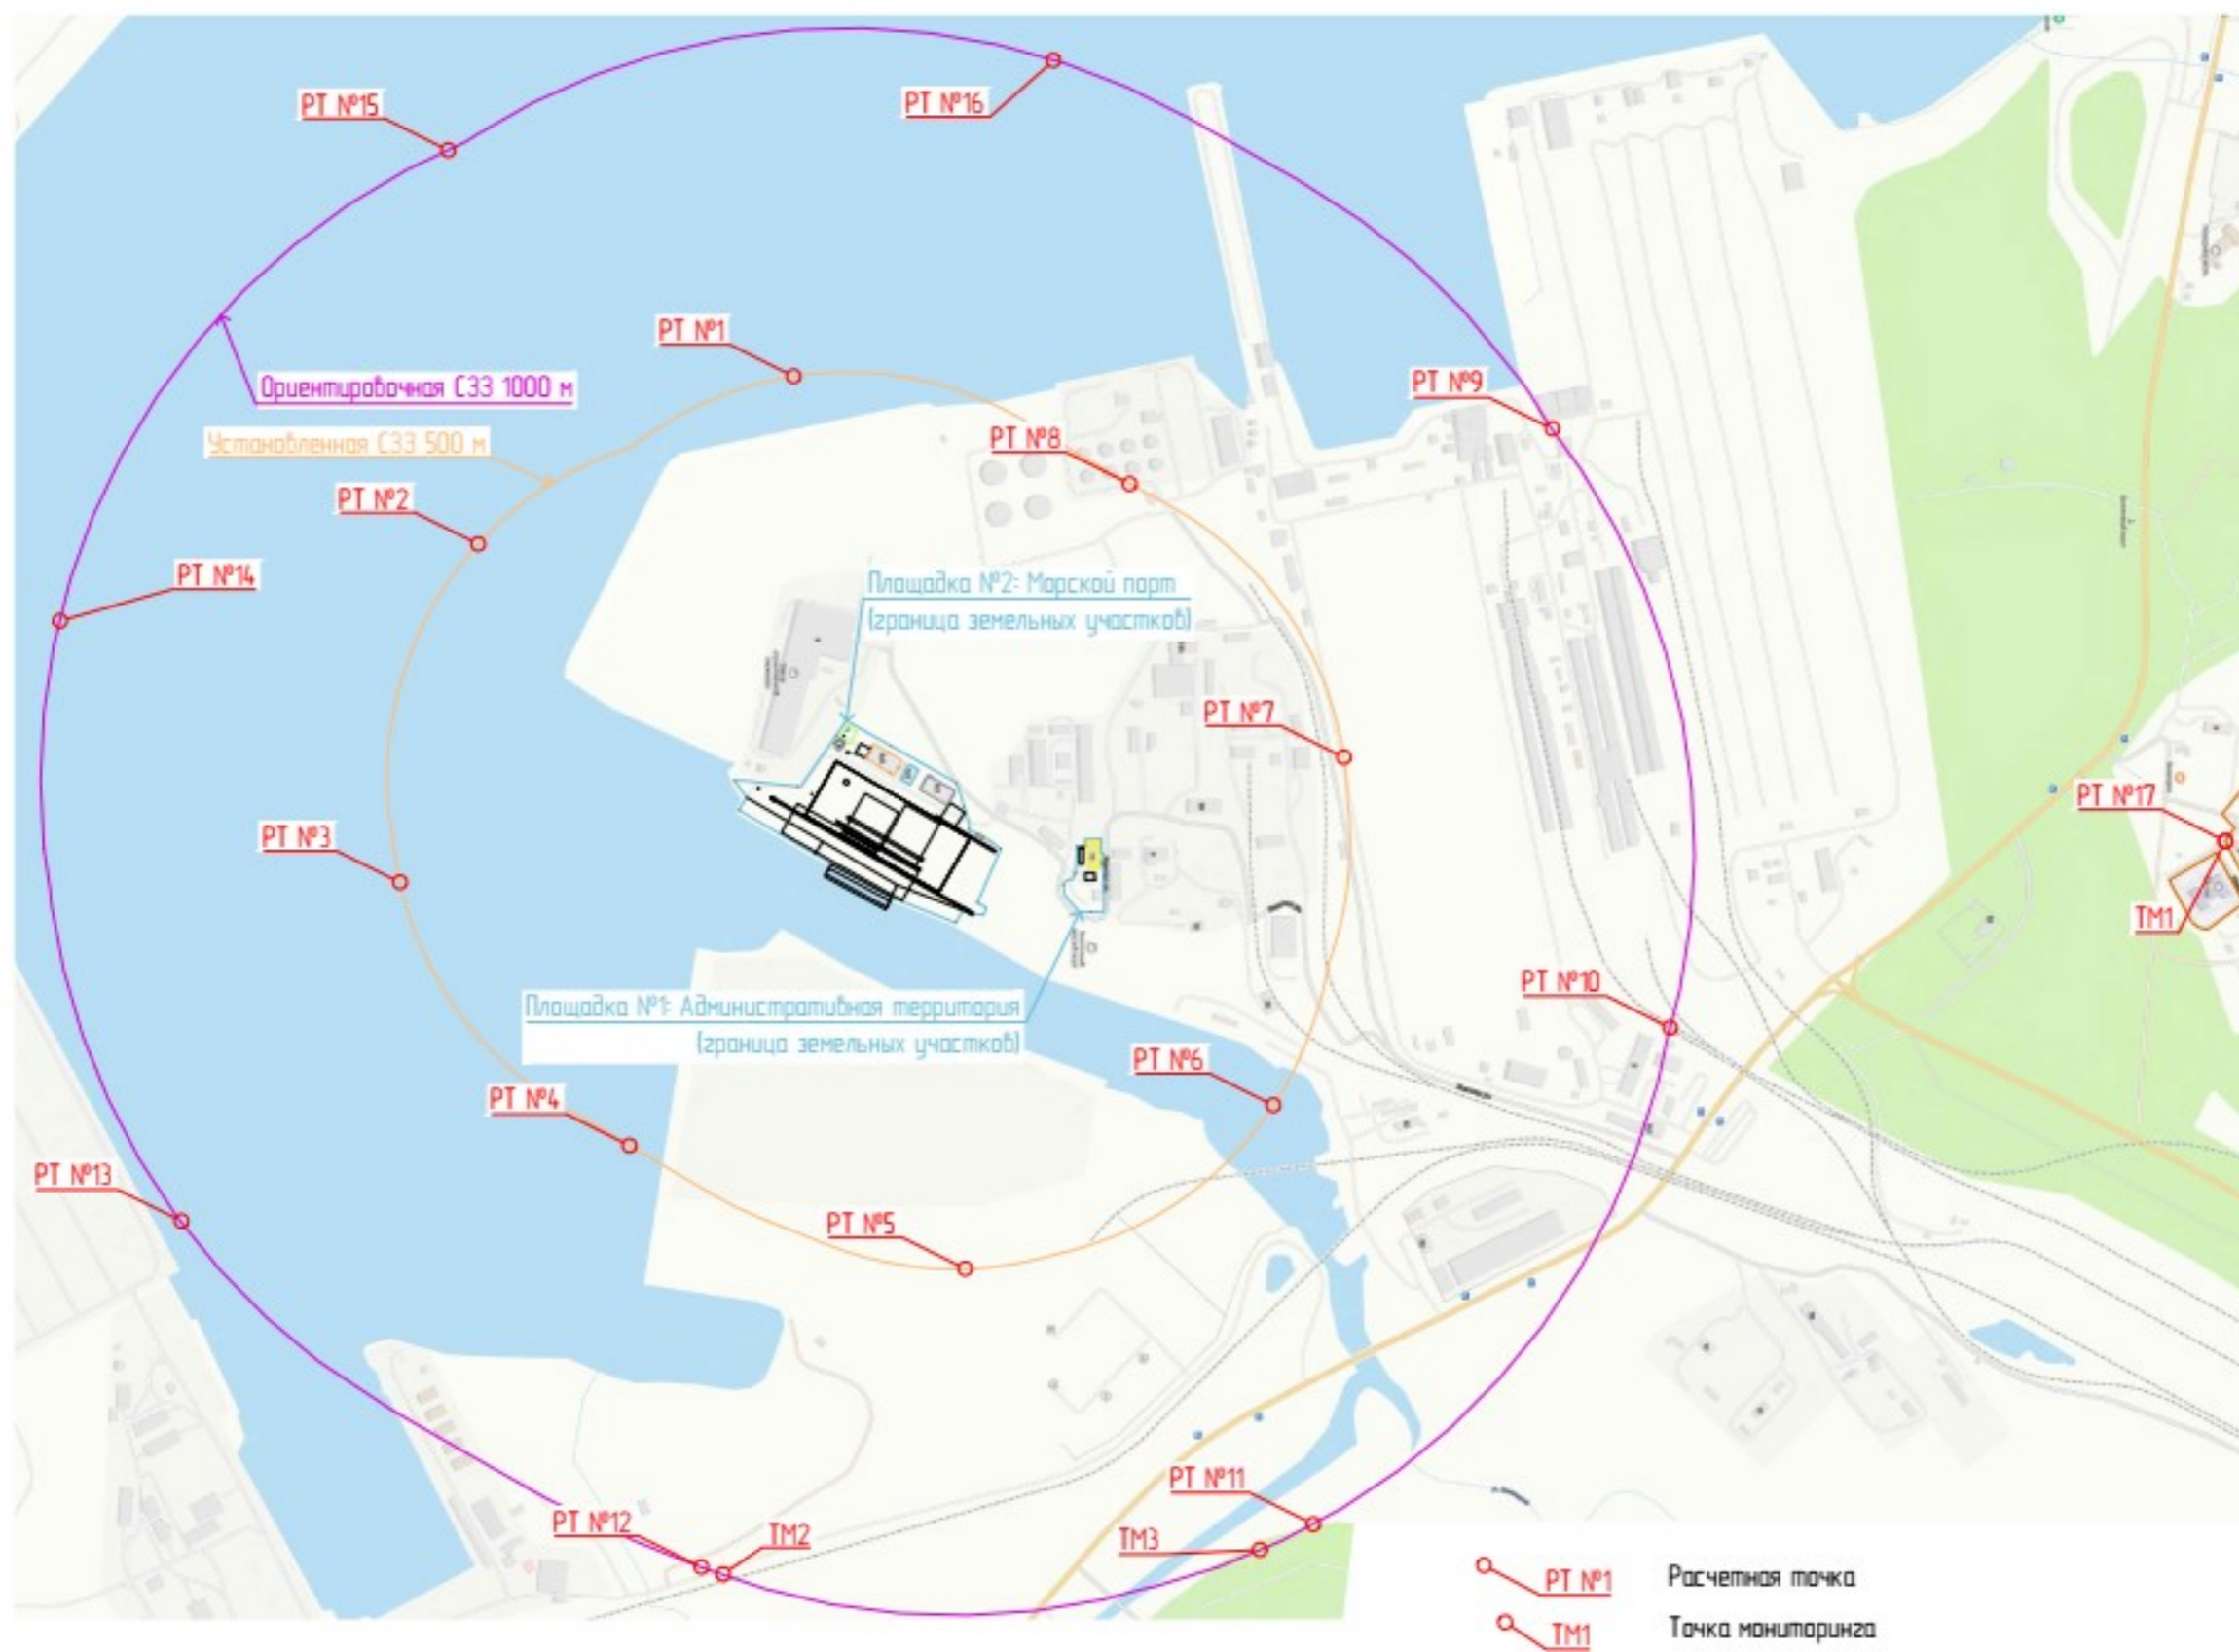 РТ №15
РТ №16
РТ №1
Ориентировочная СЗЗ 1000 м
РТ №9
Установленная СЗЗ 500 м
РТ №8
РТ №2
РТ №14
Площадка №2: Морской порт
(граница земельных участков)
РТ №7
РТ №17
РТ №3
ТМ1
РТ №10
Площадка №1: Административная территория
(граница земельных участков)
РТ №6
РТ №4
РТ №13
РТ №5
РТ №11
РТ №12
ТМ2
ТМ3
РТ №1 Расчетная точка
ТМ1 Точка мониторинга